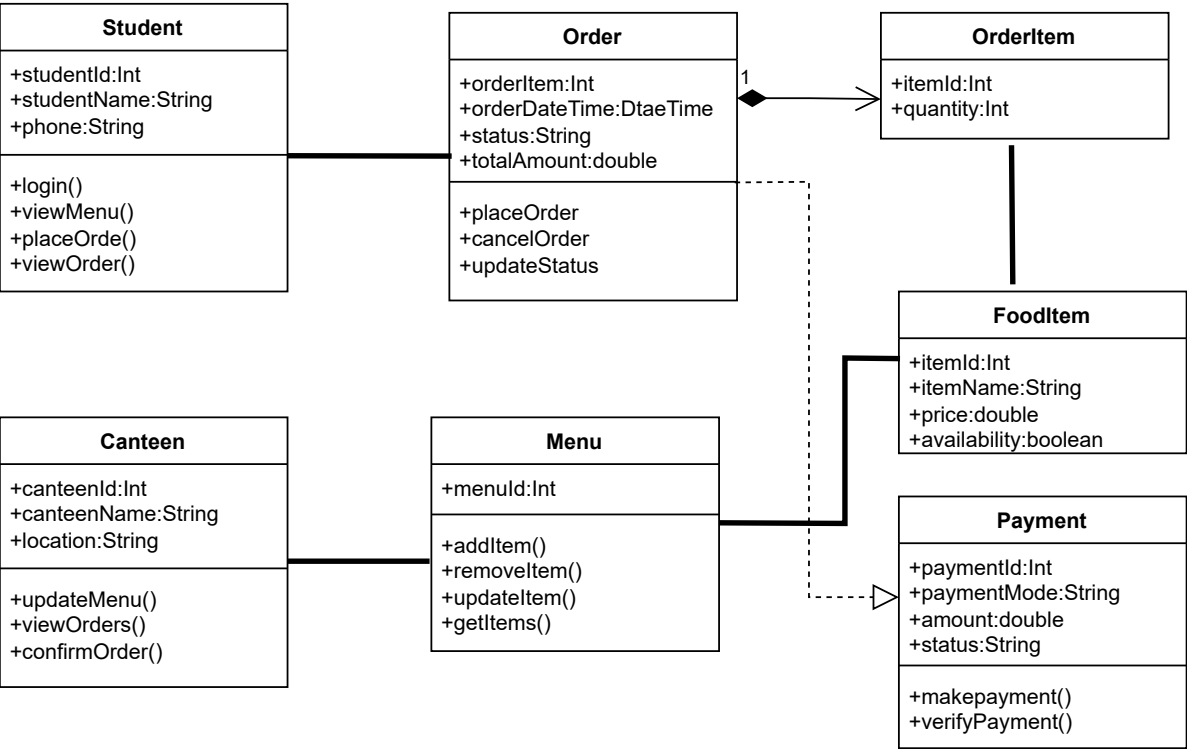 Student
+studentId:Int
+studentName:String
+phone:String
+login()
+viewMenu()
+placeOrde()
+viewOrder()
Order
+orderItem:Int
+orderDateTime:DtaeTime
+status:String
+totalAmount:double
+placeOrder
+cancelOrder
+updateStatus
1
OrderItem
+itemId:Int
+quantity:Int
FoodItem
+itemId:Int
+itemName:String
+price:double
+availability:boolean
Canteen
+canteenId:Int
+canteenName:String
+location:String
+updateMenu()
+viewOrders()
+confirmOrder()
Menu
+menuId:Int
+addItem()
+removeItem()
+updateItem()
+getItems()
Payment
+paymentId:Int
+paymentMode:String
+amount:double
+status:String
+makepayment()
+verifyPayment()